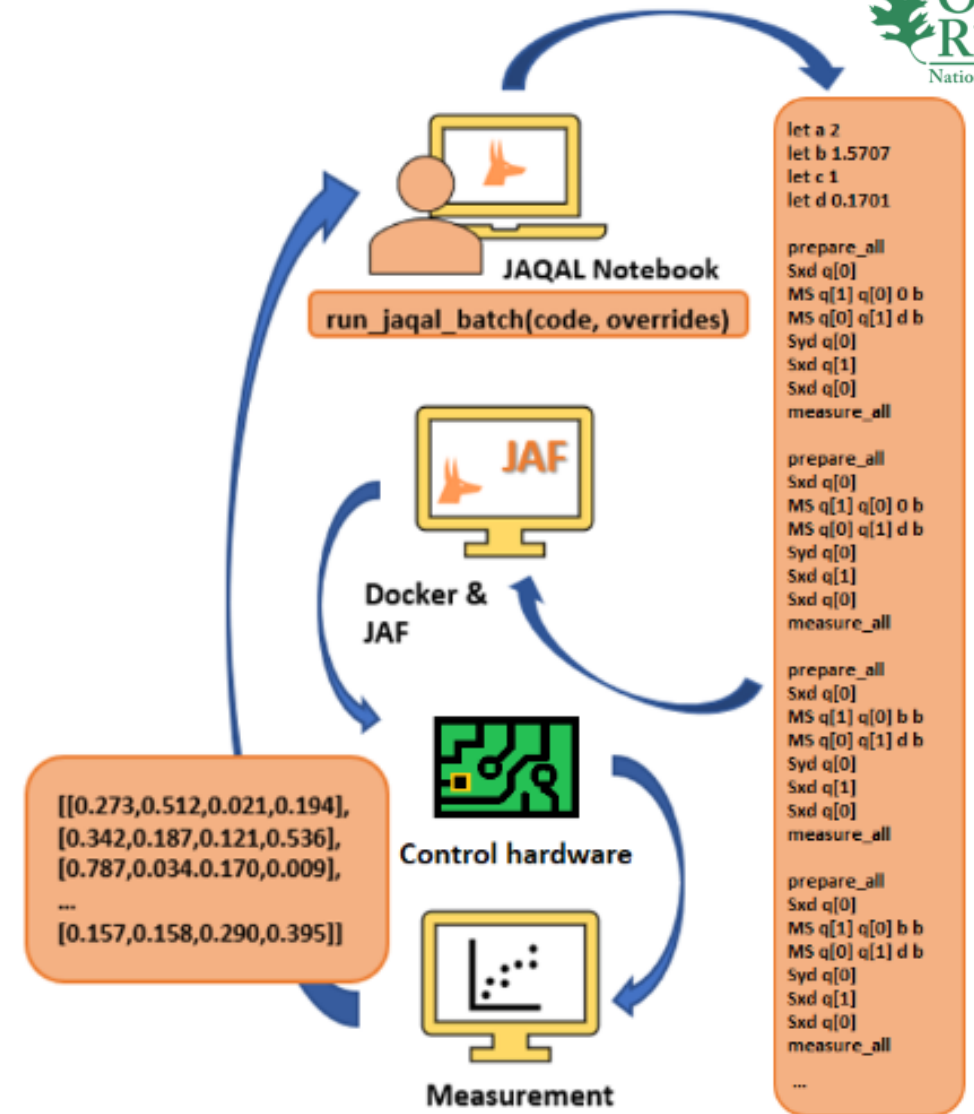 Natio
let a 2
let b 1.5707
let c 1
let d 0.1701
prepare_all
Sxd q[0]
MS q[1] q[0] 0 b
MS q[0] q[1] d b
Syd q[0]
Sxd q[1]
Sxd q[0]
measure_all
prepare_all
Sxd q[0]
MS q[1] q[0] 0 b
MS q[0] q[1] d b
Syd q[0]
Sxd q[1]
Sxd q[0]
measure_all
prepare_all
Sxd q[0]
MS q[1] q[0] b b
MS q[0] q[1] d b
Syd q[0]
Sxd q[1]
Sxd q[0]
measure_all
prepare_all
Sxd q[0]
MS q[1] q[0] b b
MS q[0] q[1] d b
Syd q[0]
Sxd q[1]
Sxd q[0]
measure_all
...
JAQAL Notebook
run_jaqal_batch(code, overrides)
JAF
Docker &
JAF
Control hardware
[[0.273,0.512,0.021,0.194],
[0.342,0.187,0.121,0.536],
[0.787,0.034.0.170,0.009],
...
[0.157,0.158,0.290,0.395]]
Measurement